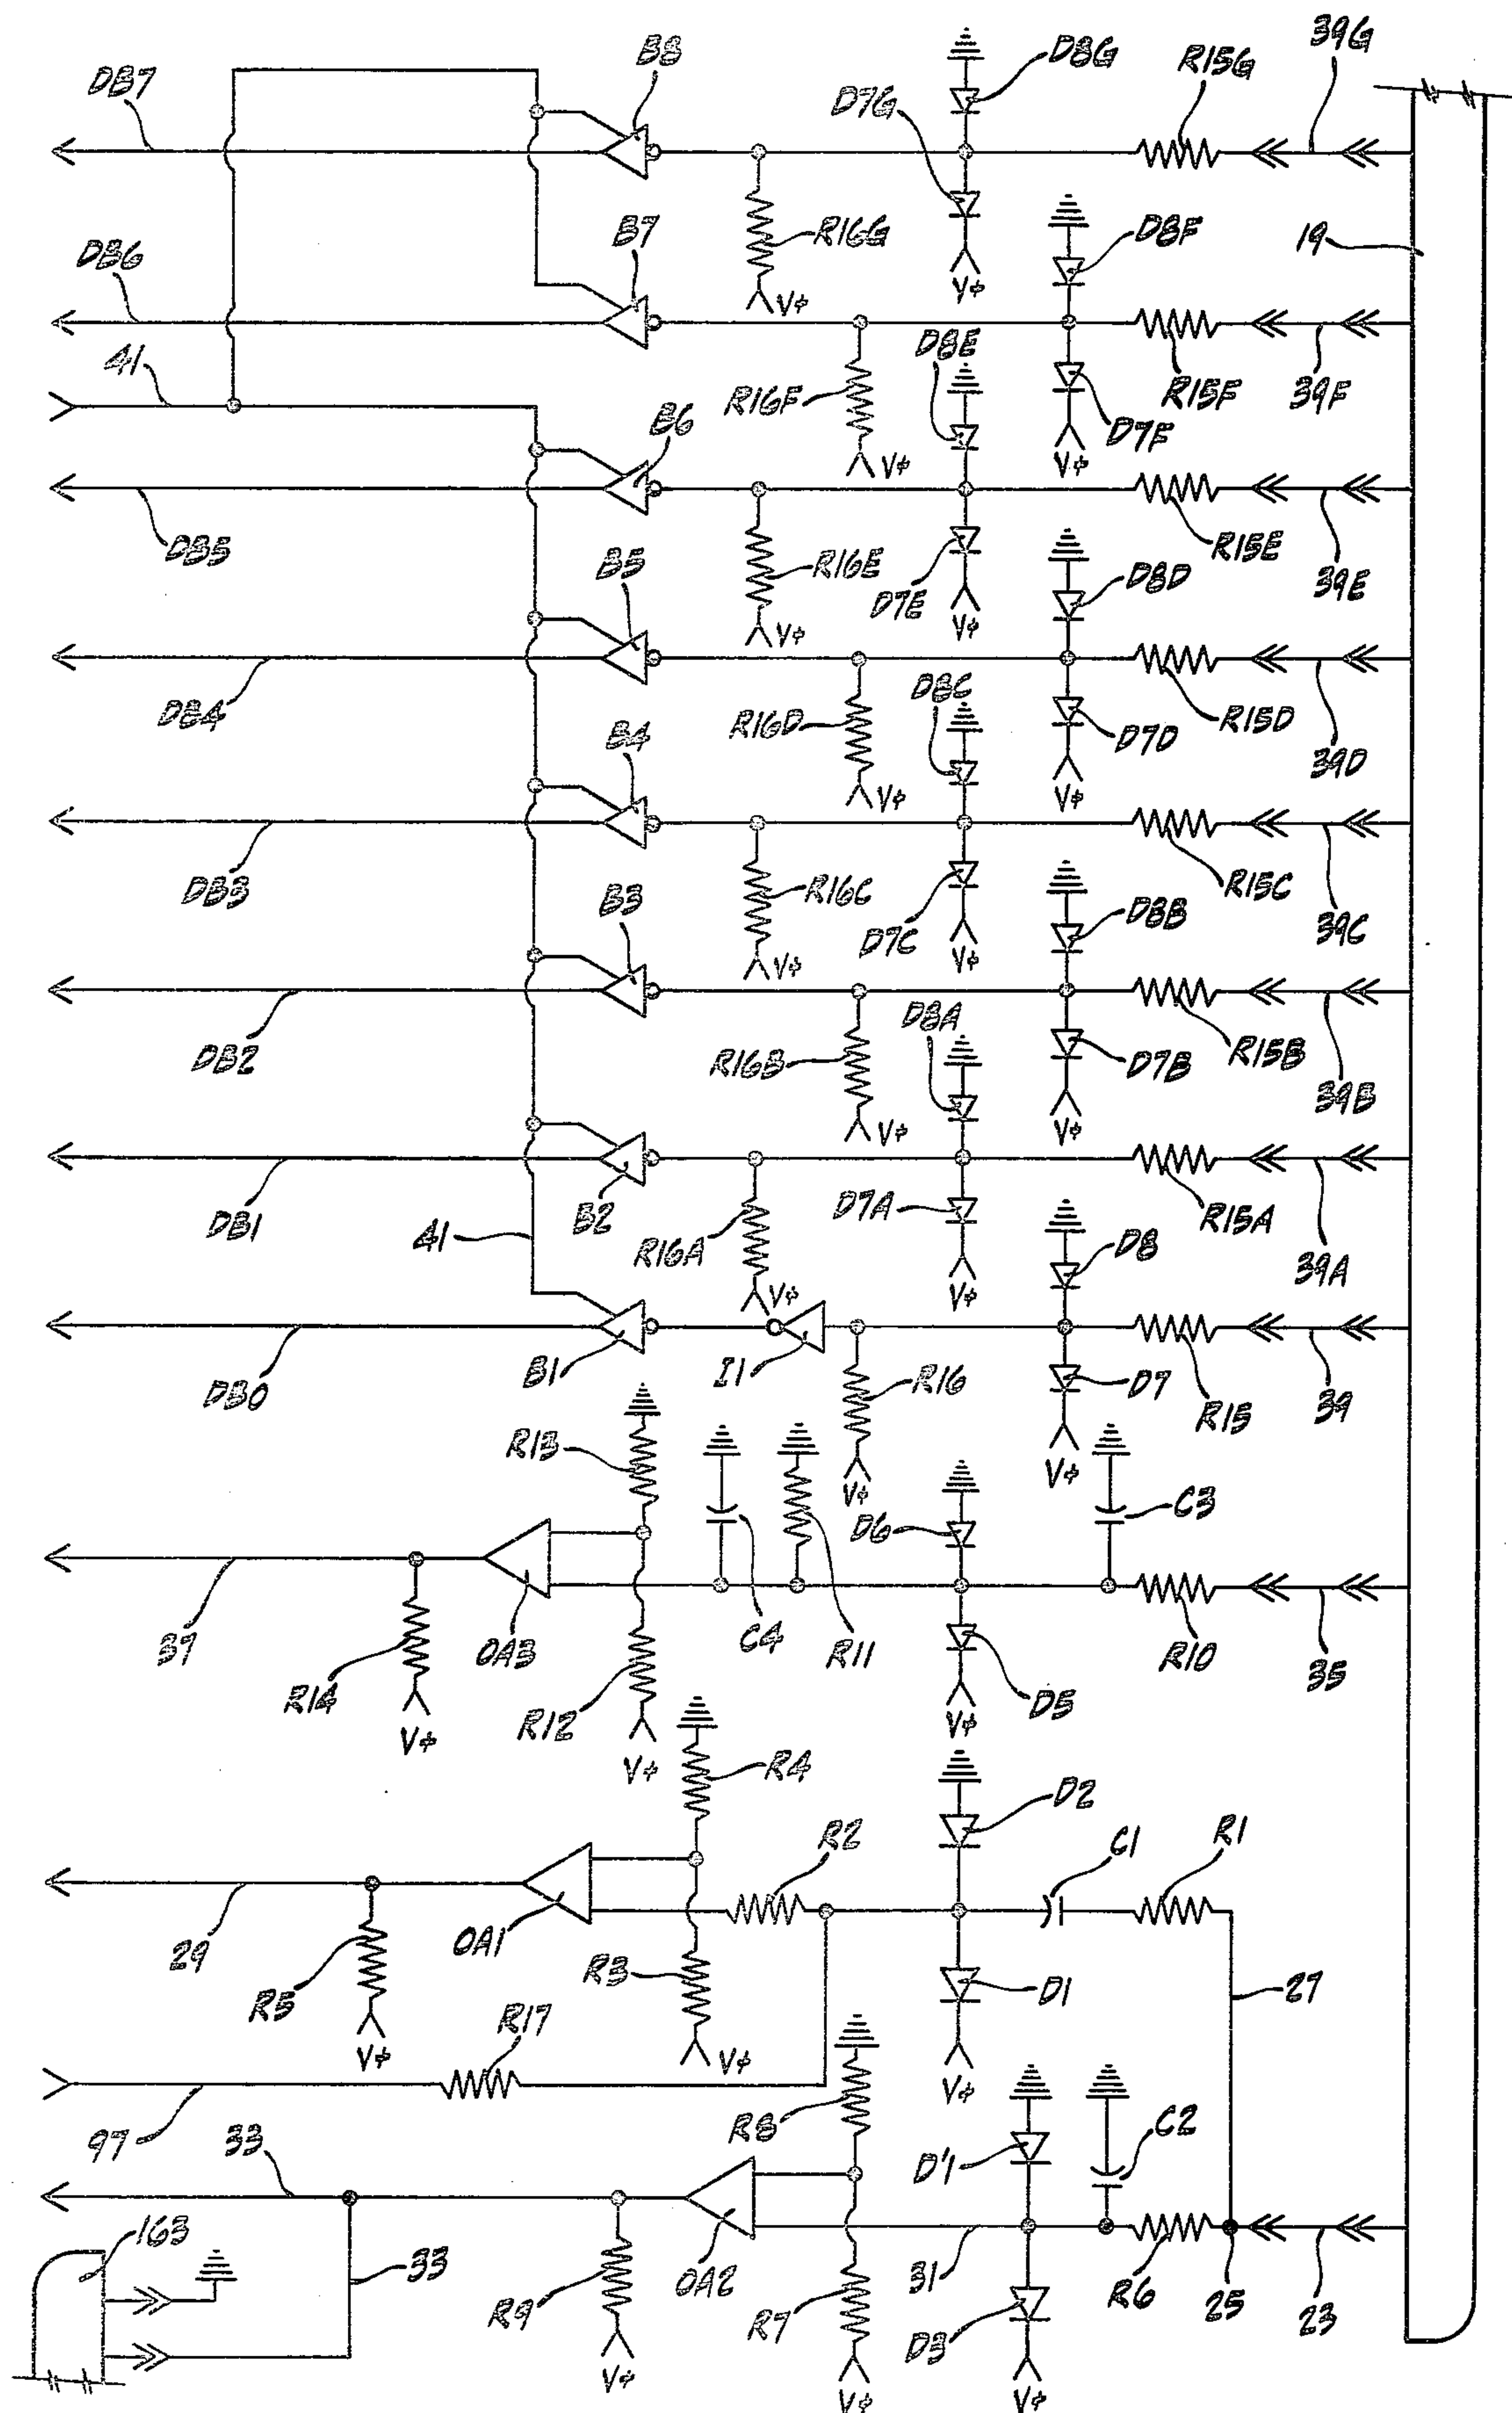 B8
D8G
R15G
39G
DB7
D7G
B7
R16G
D8F
19
DB6
V+
V+
41
D8E
R15F
39F
R16F
D7F
B6
V+
V+
DB5
B5
R16E
D7E
D8D
R15E
39E
V+
V+
DB4
B4
R16D
D8C
D7D
R15D
39D
V+
V+
DB3
B3
R16C
D7C
D8B
R15C
39C
V+
V+
DB2
R16B
D8A
D7B
R15B
39B
V+
V+
DB1
41
B2
R16A
D7A
D8
R15A
39A
V+
V+
DB0
B1
I1
R16
D7
R15
39
R13
V+
V+
D6
C3
37
R14
OA3
R12
C4
R11
D5
R10
35
V+
V+
V+
R4
D2
R2
C1
R1
29
R5
OA1
R3
D1
27
R17
V+
V+
R8
V+
97
33
R8
D'1
C2
163
33
R9
OA2
R7
31
D3
R6
25
23
V+
V+
V+